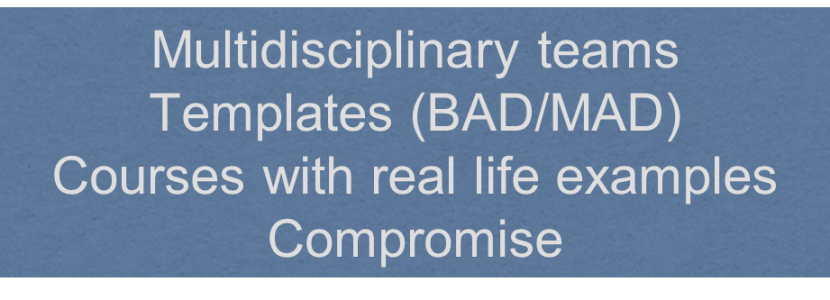 Multidisciplinary teams
Templates (BAD/MAD)
Courses with real life examples
Compromise